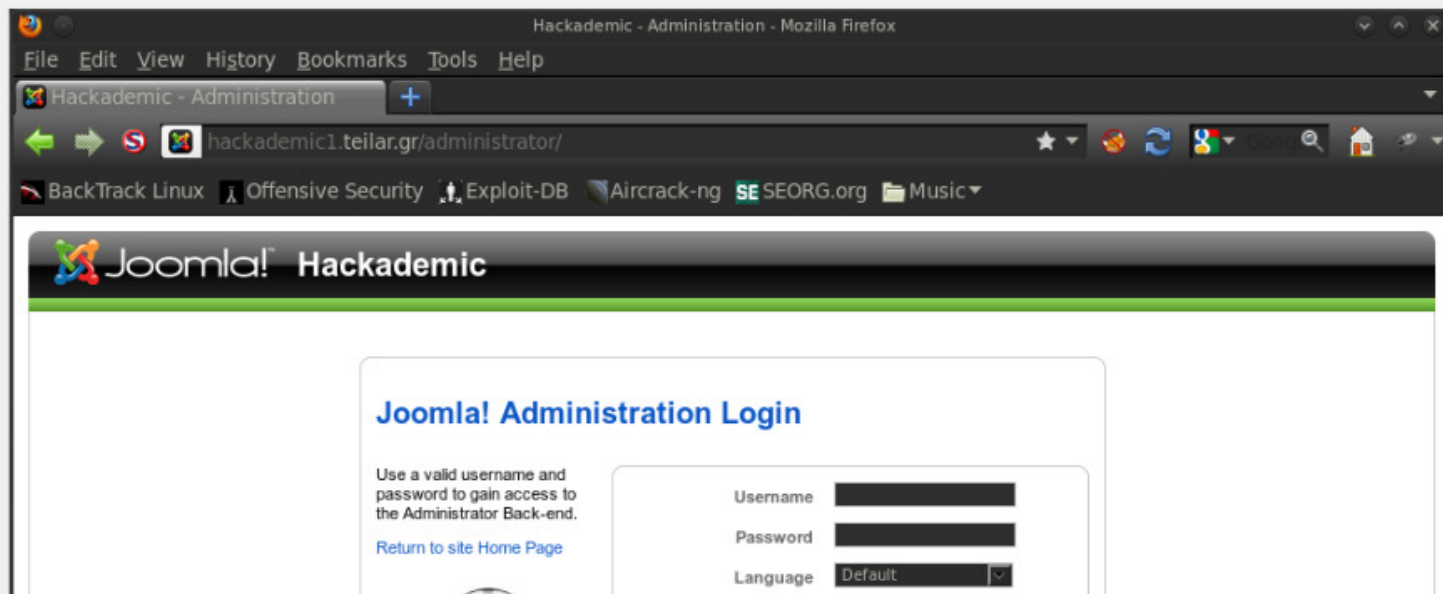 Hackademic - Administration - Mozilla Firefox
File Edit View History Bookmarks Tools Help
Hackademic - Administration
hackademic1.teilar.gr/administrator/
Goog
BackTrack Linux Offensive Security Exploit-DB Aircrack-ng SE SEORG.org Music
Joomla!™ Hackademic
Joomla! Administration Login
Use a valid username and
password to gain access to
the Administrator Back-end.
Return to site Home Page
Username
Password
Language Default